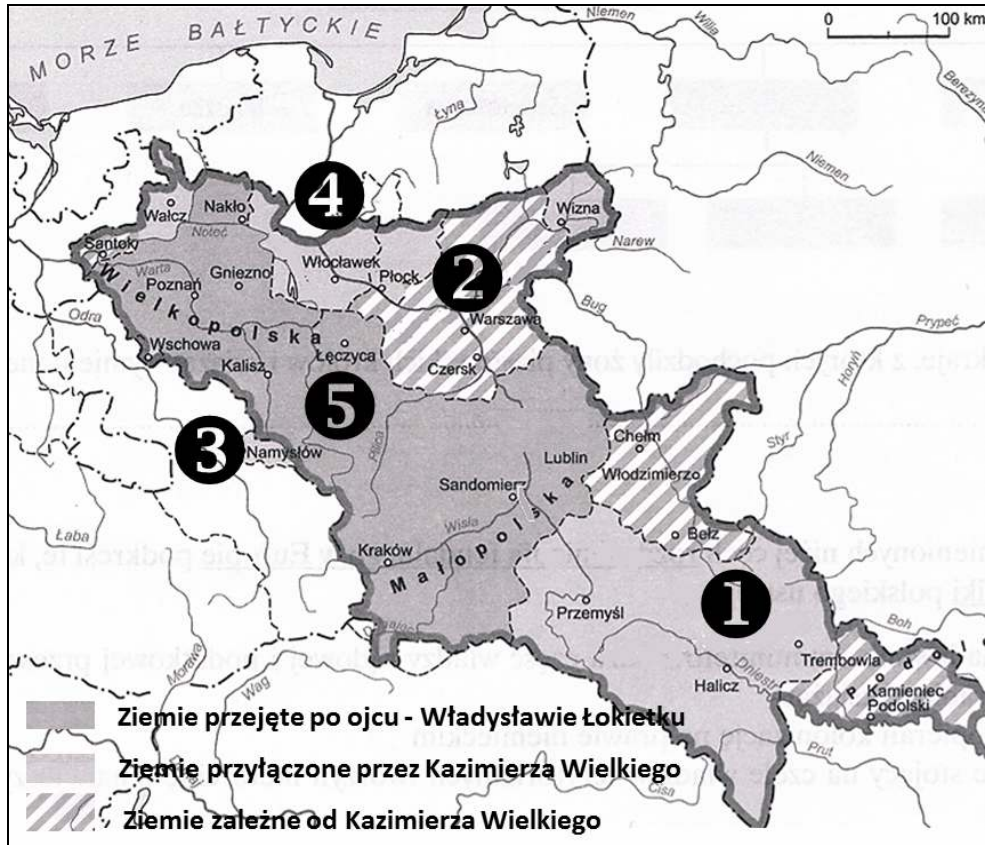 MORZE BAŁTYCKIE
0 100 km
Niemen
Wilia
Berezyna
Łyna
Niemen
4
Wałcz
Nakło
Wizna
Santok
Noteć
Narew
Włocławek
Płock
2
Warta
Gniezno
Poznań
Bug
Warszawa
Wielkopolska
Odra
Prypeć
Wschowa
Łęczyca
Kalisz
Czersk
Horyń
5
3
Pilica
Styr
Namysłów
Chełm
Lublin
Włodzimierz
Sandomierz
Łaba
Wisła
Bełz
Kraków
Małopolska
1
Przemyśl
Boh
Trembowla
Morawa
Dniestr
Halicz
Kamieniec
Podolski
Wag
Prut
Cisa
Ziemie przejęte po ojcu - Władysławie Łokietku
Ziemie przyłączone przez Kazimierza Wielkiego
Ziemie zależne od Kazimierza Wielkiego